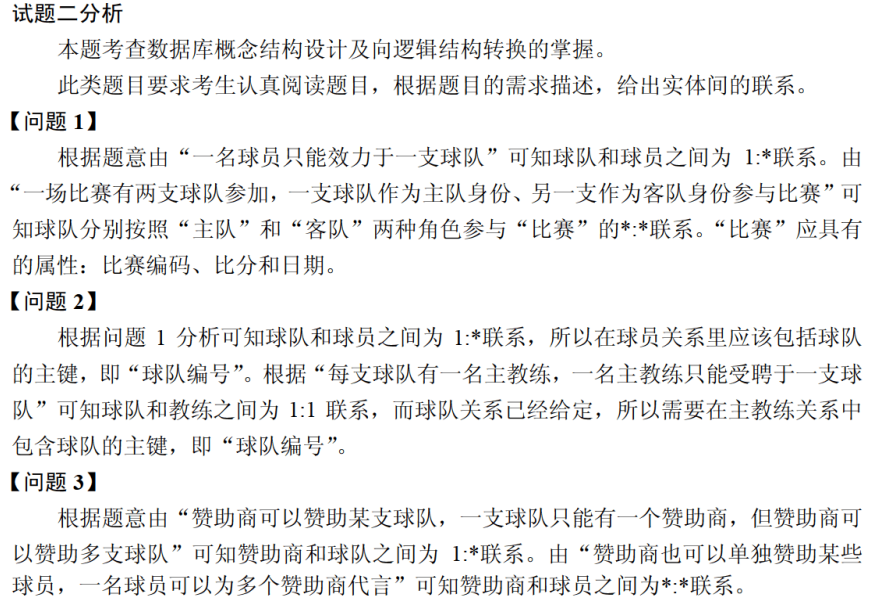 试题二分析
本题考查数据库概念结构设计及向逻辑结构转换的掌握。
此类题目要求考生认真阅读题目，根据题目的需求描述，给出实体间的联系。
【问题 1】
根据题意由“一名球员只能效力于一支球队”可知球队和球员之间为 1:*联系。由
“一场比赛有两支球队参加，一支球队作为主队身份、另一支作为客队身份参与比赛”可
知球队分别按照“主队”和“客队”两种角色参与“比赛”的*:*联系。“比赛”应具有
的属性：比赛编码、比分和日期。
【问题 2】
根据问题 1 分析可知球队和球员之间为 1:*联系，所以在球员关系里应该包括球队
的主键，即“球队编号”。根据“每支球队有一名主教练，一名主教练只能受聘于一支球
队”可知球队和教练之间为 1:1 联系，而球队关系已经给定，所以需要在主教练关系中
包含球队的主键，即“球队编号”。
【问题 3】
根据题意由“赞助商可以赞助某支球队，一支球队只能有一个赞助商，但赞助商可
以赞助多支球队”可知赞助商和球队之间为 1:*联系。由“赞助商也可以单独赞助某些
球员，一名球员可以为多个赞助商代言”可知赞助商和球员之间为*:*联系。